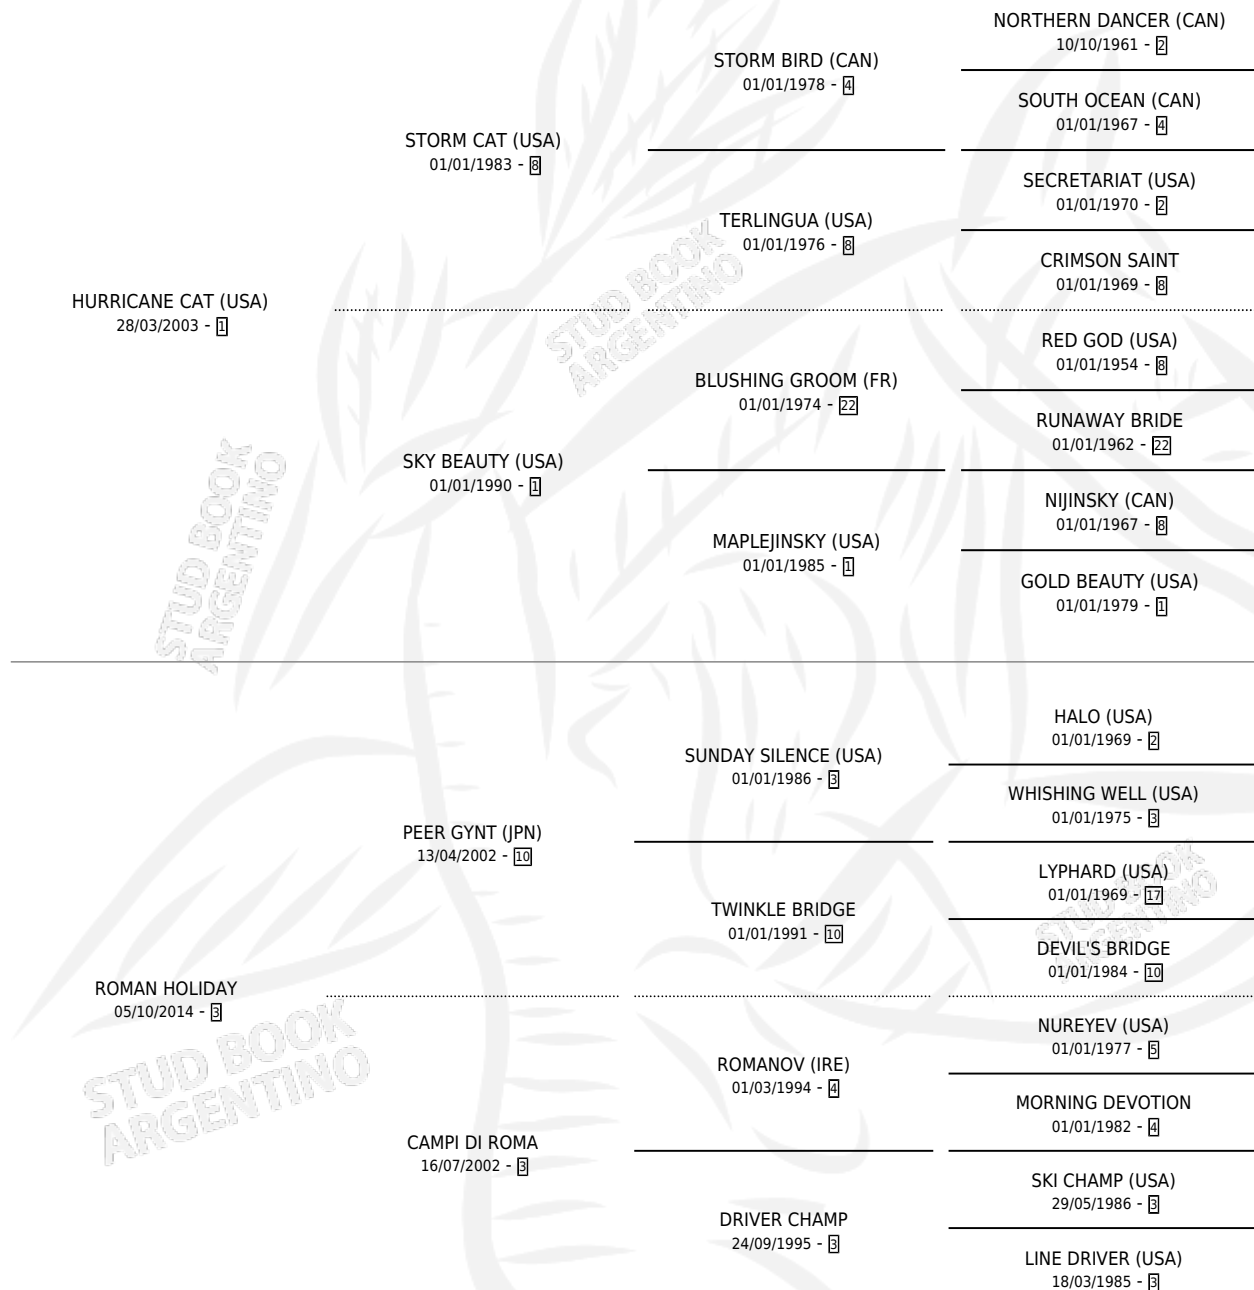 NORTHERN DANCER (CAN)
10/10/1961 - 2
STORM BIRD (CAN)
01/01/1978 - 4
SOUTH OCEAN (CAN)
01/01/1967 - 4
STORM CAT (USA)
01/01/1983 - 8
SECRETARIAT (USA)
01/01/1970 - 2
TERLINGUA (USA)
01/01/1976 - 8
CRIMSON SAINT
01/01/1969 - 8
HURRICANE CAT (USA)
28/03/2003 - 1
STUD BOOK
ARGENTINO
RED GOD (USA)
01/01/1954 - 8
BLUSHING GROOM (FR)
01/01/1974 - 22
RUNAWAY BRIDE
01/01/1962 - 22
SKY BEAUTY (USA)
01/01/1990 - 1
NIJINSKY (CAN)
01/01/1967 - 8
MAPLEJINSKY (USA)
01/01/1985 - 1
GOLD BEAUTY (USA)
01/01/1979 - 1
STUD BOOK
ARGENTINO
HALO (USA)
01/01/1969 - 2
SUNDAY SILENCE (USA)
01/01/1986 - 3
WHISHING WELL (USA)
01/01/1975 - 3
PEER GYNT (JPN)
13/04/2002 - 10
LYPHARD (USA)
01/01/1969 - 17
TWINKLE BRIDGE
01/01/1991 - 10
DEVIL'S BRIDGE
01/01/1984 - 10
STUD BOOK
ARGENTINO
ROMAN HOLIDAY
05/10/2014 - 3
NUREYEV (USA)
01/01/1977 - 5
ROMANOV (IRE)
01/03/1994 - 4
MORNING DEVOTION
01/01/1982 - 4
STUD BOOK
ARGENTINO
CAMPI DI ROMA
16/07/2002 - 3
SKI CHAMP (USA)
29/05/1986 - 3
DRIVER CHAMP
24/09/1995 - 3
LINE DRIVER (USA)
18/03/1985 - 3